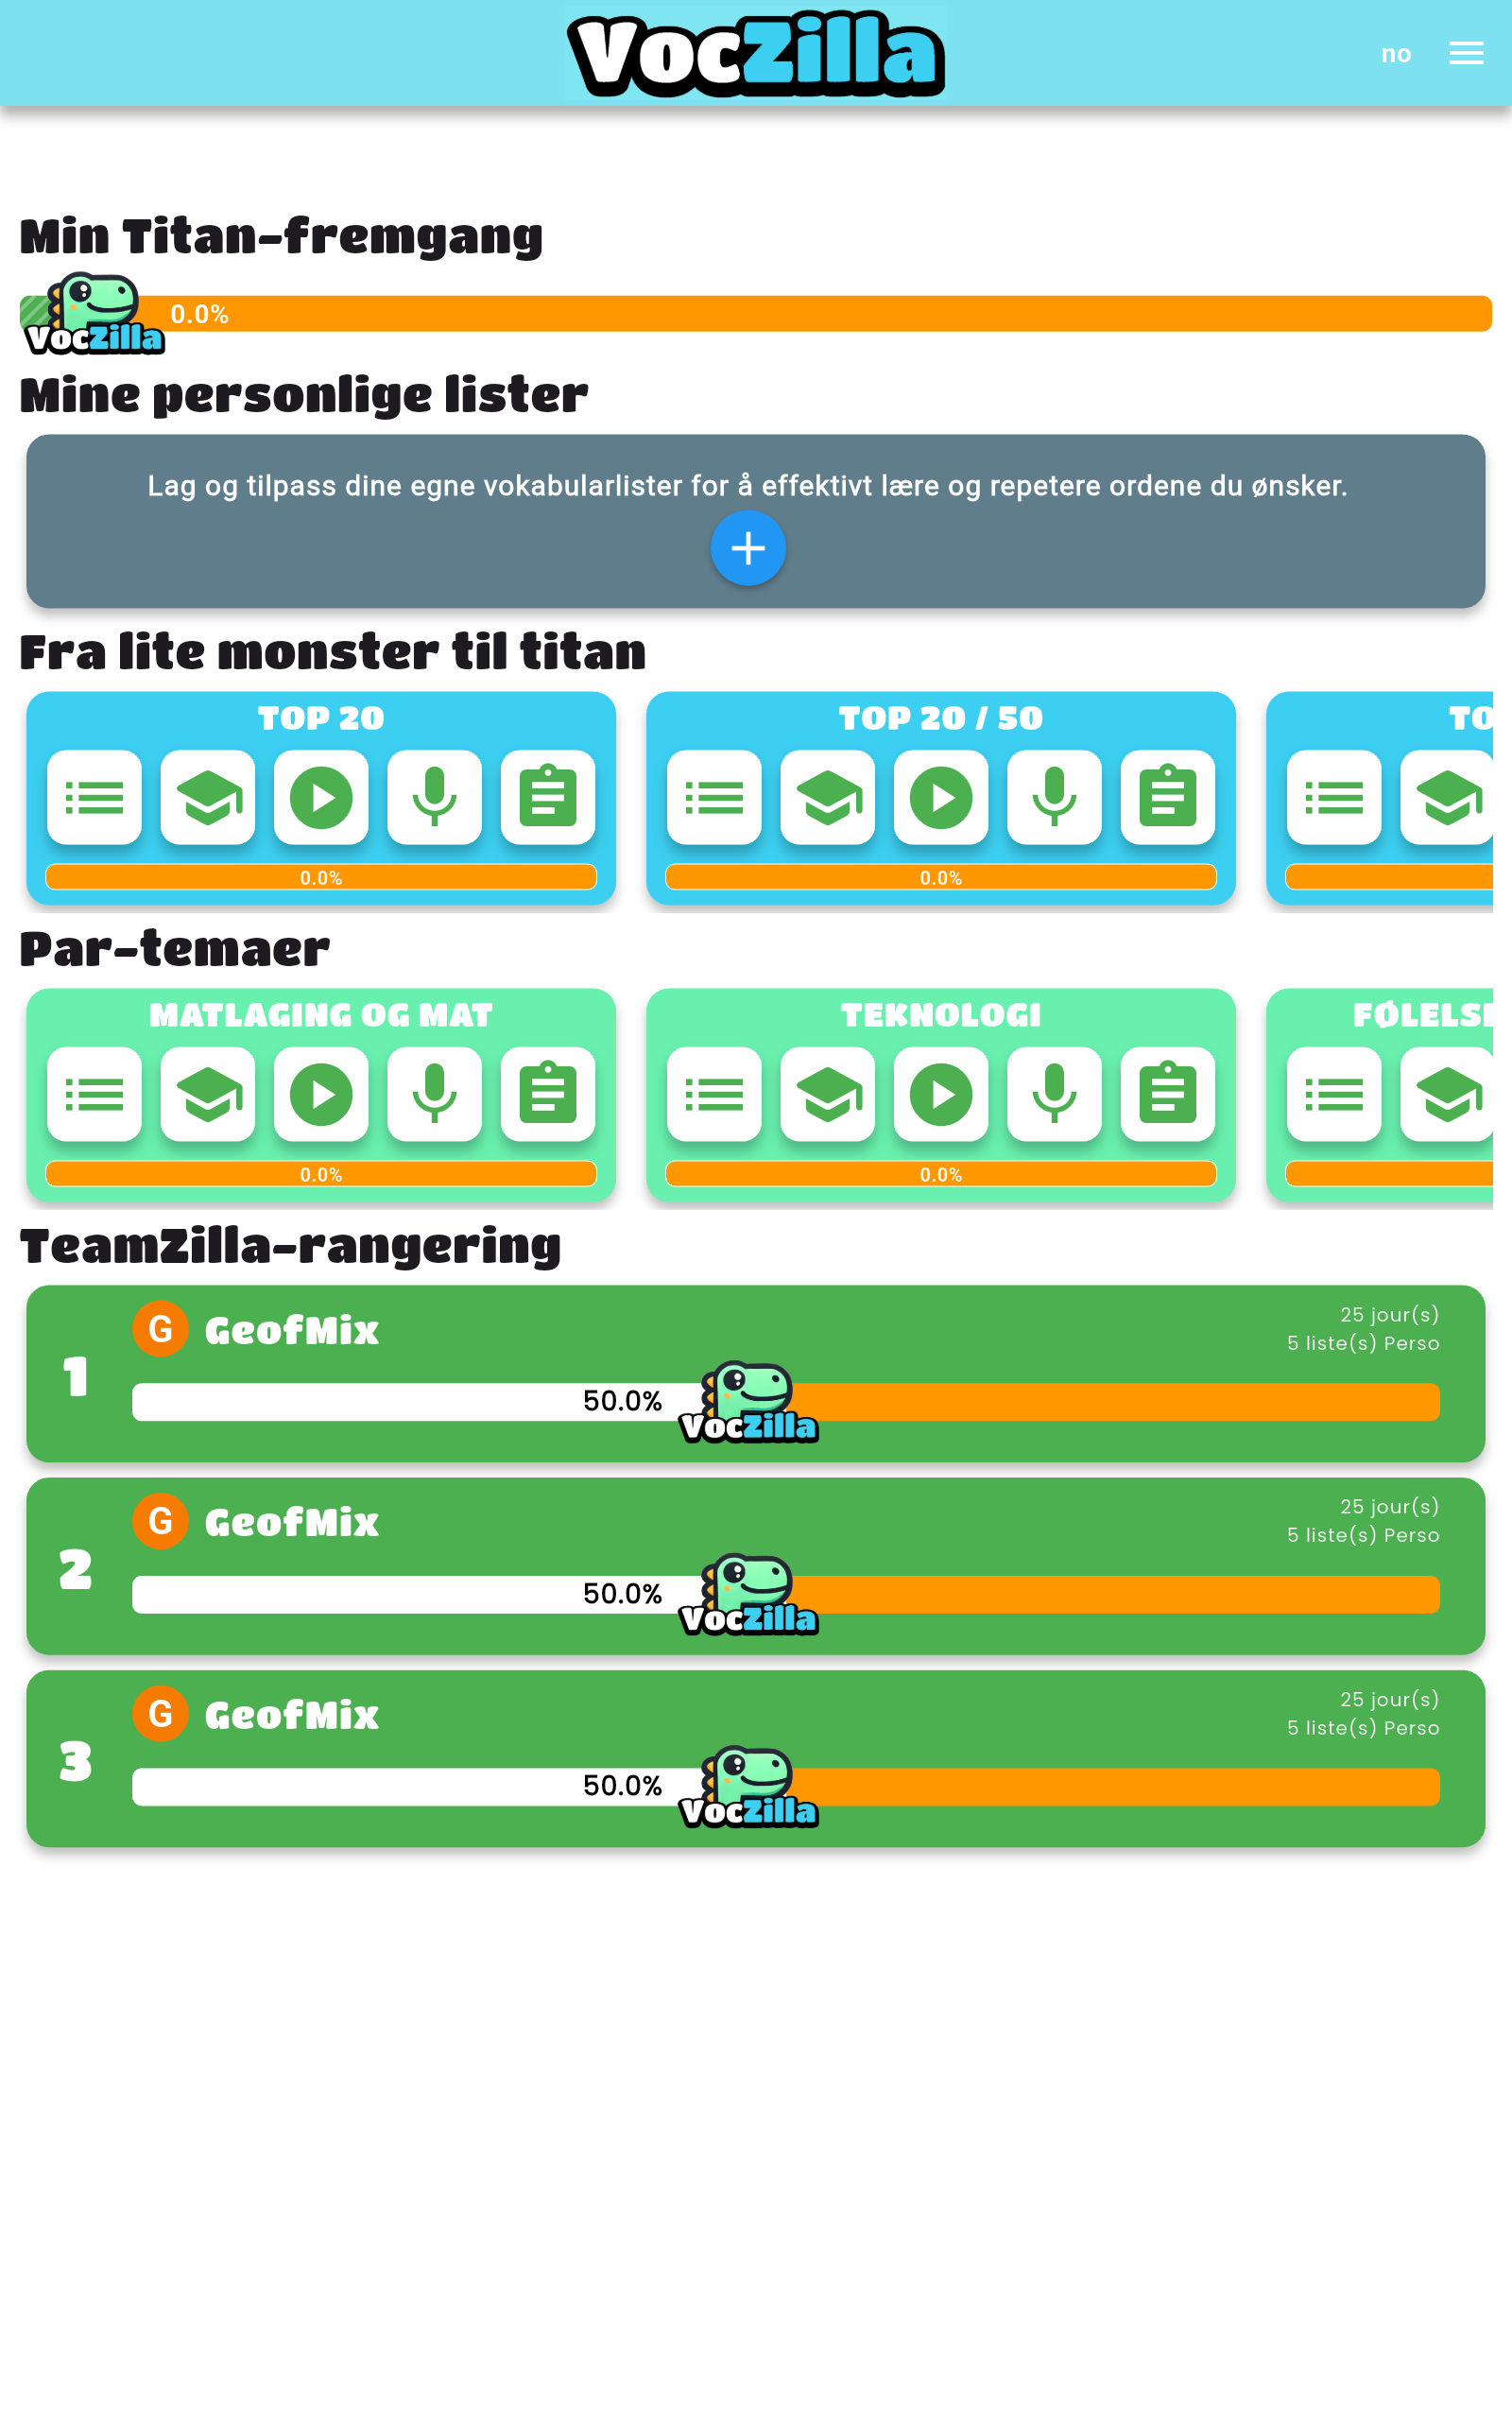 VocZilla
no
Min Titan-fremgang
VocZilla
0.0%
Mine personlige lister
Lag og tilpass dine egne vokabularlister for å effektivt lære og repetere ordene du ønsker.
Fra lite monster til titan
TOP 20
TOP 20 / 50
TO
0.0%
0.0%
Par-temaer
MATLAGING OG MAT
TEKNOLOGI
FØLELS
0.0%
0.0%
TeamZilla-rangering
1
G
GeofMix
25 jour(s)
5 liste(s) Perso
50.0%
VocZilla
2
G
GeofMix
25 jour(s)
5 liste(s) Perso
50.0%
VocZilla
3
G
GeofMix
25 jour(s)
5 liste(s) Perso
50.0%
VocZilla